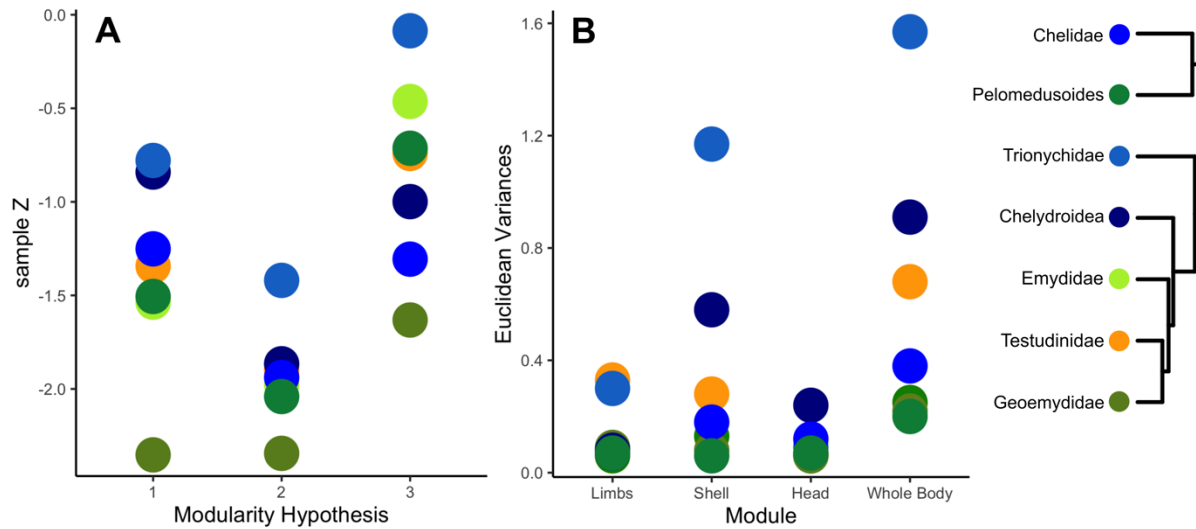 A
sample Z
0.0
-0.5
-1.0
-1.5
-2.0
1 2 3
Modularity Hypothesis
B
Euclidean Variances
1.6
1.2
0.8
0.4
0.0
Limbs Shell Head Whole Body
Module
Chelidae
Pelomedusoides
Trionychidae
Chelydroidea
Emydidae
Testudinidae
Geoemydidae